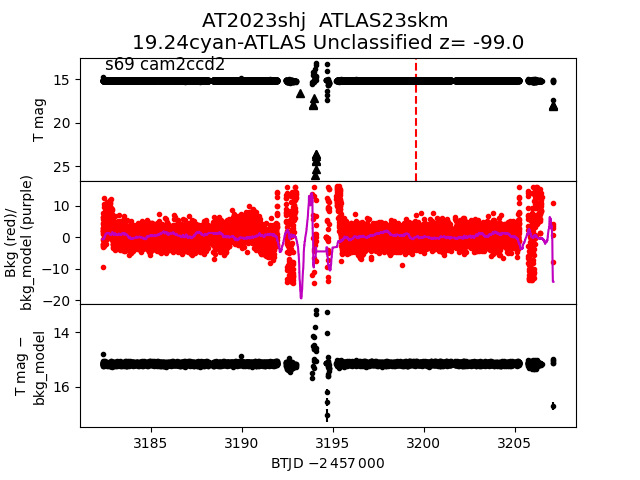 AT2023shj  ATLAS23skm
19.24cyan-ATLAS Unclassified z= -99.0
s69 cam2ccd2
T mag
15
20
25
Bkg (red)/
bkg_model (purple)
10
0
−10
−20
T mag −
bkg_model
14
16
3185
3190
3195
3200
3205
BTJD −2 457 000